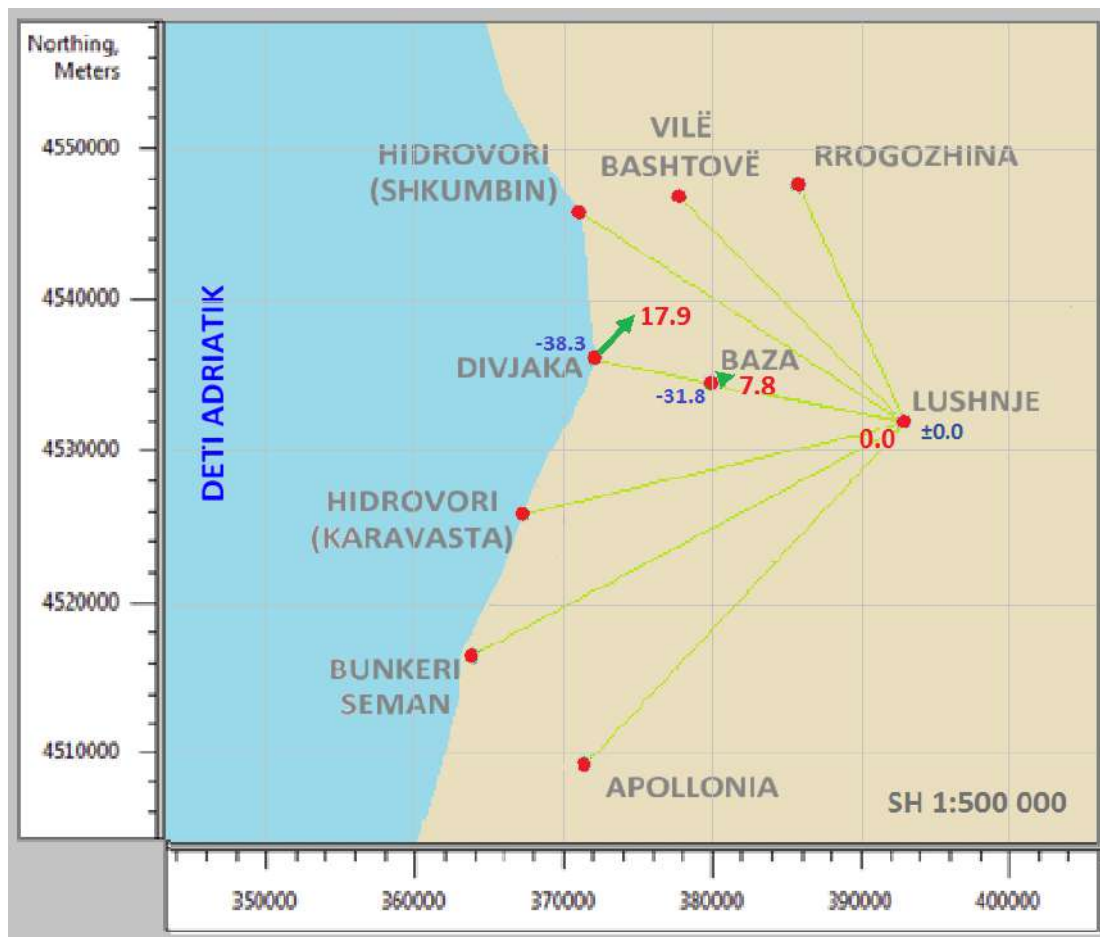 Northing,
Meters
4550000
4540000
4530000
4520000
4510000
VILË
BASHTOVË
RROGOZHINA
HIDROVORI
(SHKUMBIN)
DETI ADRIATIK
17.9
-38.3
DIVJAKA
BAZA
7.8
-31.8
LUSHNJE
0.0
±0.0
HIDROVORI
(KARAVASTA)
BUNKERI
SEMAN
APOLLONIA
SH 1:500 000
350000
360000
370000
380000
390000
400000